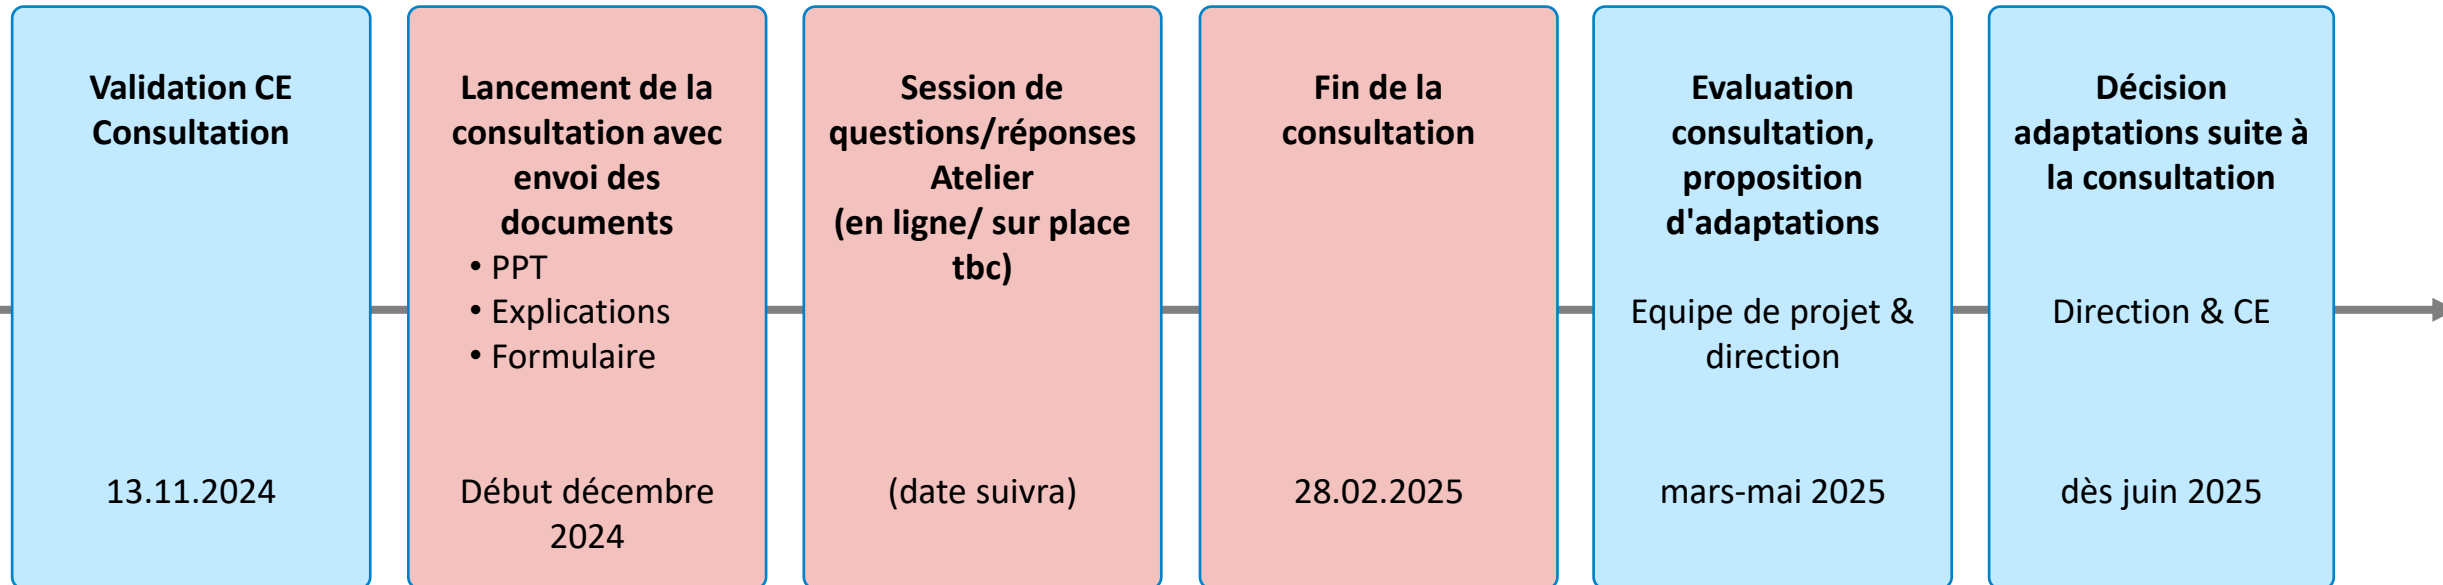 Validation CE
Consultation
13.11.2024
Lancement de la
consultation avec
envoi des
documents
• PPT
• Explications
• Formulaire
Début décembre
2024
Session de
questions/réponses
Atelier
(en ligne/ sur place
tbc)
(date suivra)
Fin de la
consultation
28.02.2025
Evaluation
consultation,
proposition
d'adaptations
Equipe de projet &
direction
mars-mai 2025
Décision
adaptations suite à
la consultation
Direction & CE
dès juin 2025